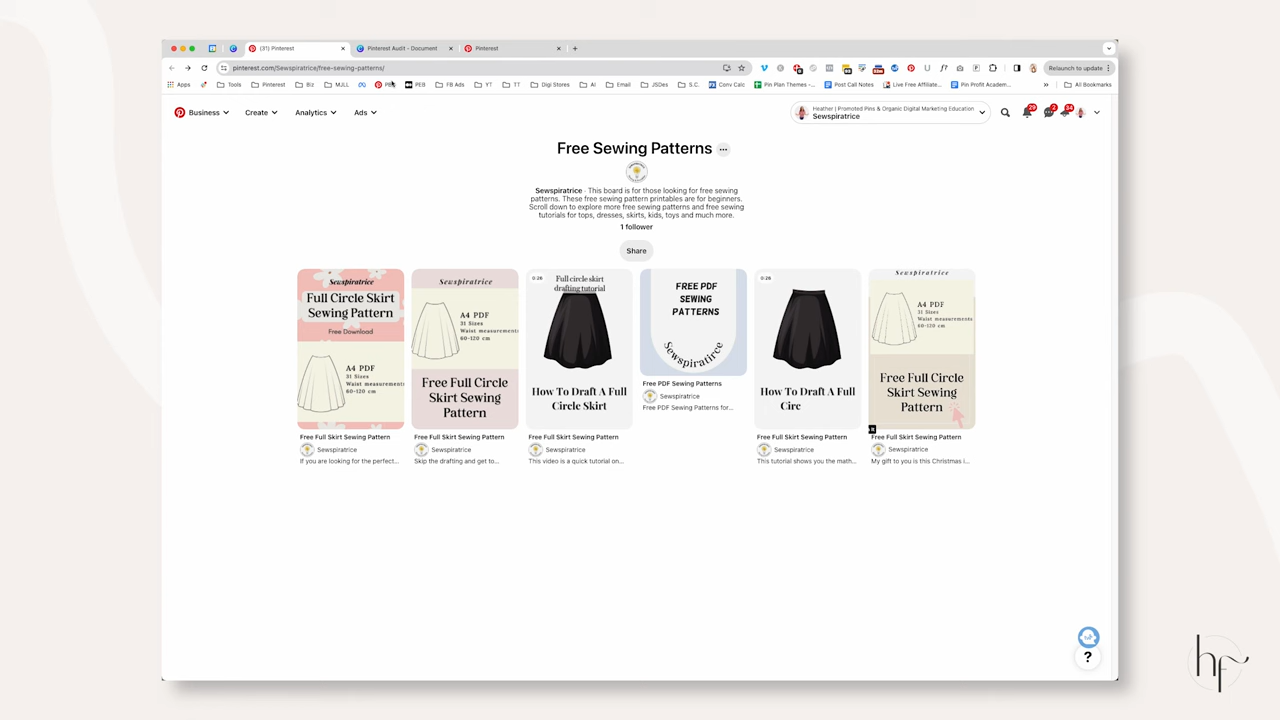 (31) Pinterest
Pinterest Audit - Document
Pinterest
pinterest.com/Sewspiratrice/free-sewing-patterns/
Relaunch to update
Apps
Tools
Pinterest
Biz
MJLL
PEB
FB Ads
YT
TT
Digi Stores
AI
Email
JSDes
S.C.
Conv Calc
Pin Plan Themes –...
Post Call Notes
Live Free Affiliate...
Pin Profit Academ...
All Bookmarks
Business
Create
Analytics
Ads
Heather | Promoted Pins & Organic Digital Marketing Education
Sewspiratrice
29
2
34
Free Sewing Patterns
Sewspiratrice · This board is for those looking for free sewing
patterns. These free sewing pattern printables are for beginners.
Scroll down to explore more free sewing patterns and free sewing
tutorials for tops, dresses, skirts, kids, toys and much more.
1 follower
Share
Sewspiratrice
Full Circle Skirt
Sewing Pattern
Free Download
A4 PDF
31 Sizes
Waist measurements
60-120 cm
Free Full Skirt Sewing Pattern
Sewspiratrice
If you are looking for the perfect...
Sewspiratrice
A4 PDF
31 Sizes
Waist measurements
60-120 cm
Free Full Circle
Skirt Sewing
Pattern
Free Full Skirt Sewing Pattern
Sewspiratrice
Skip the drafting and get to...
0:26
Full circle skirt
drafting tutorial
How To Draft A Full
Circle Skirt
Free Full Skirt Sewing Pattern
Sewspiratrice
This video is a quick tutorial on...
FREE PDF
SEWING
PATTERNS
Sewspiratirce
Free PDF Sewing Patterns
Sewspiratrice
Free PDF Sewing Patterns for...
0:26
How To Draft A Full
Circ
Free Full Skirt Sewing Pattern
Sewspiratrice
This tutorial shows you the math...
Sewspiratrice
A4 PDF
31 Sizes
Waist measurements
60-120 cm
Free Full Circle
Skirt Sewing
Pattern
Free Full Skirt Sewing Pattern
Sewspiratrice
My gift to you is this Christmas i...
?
hf